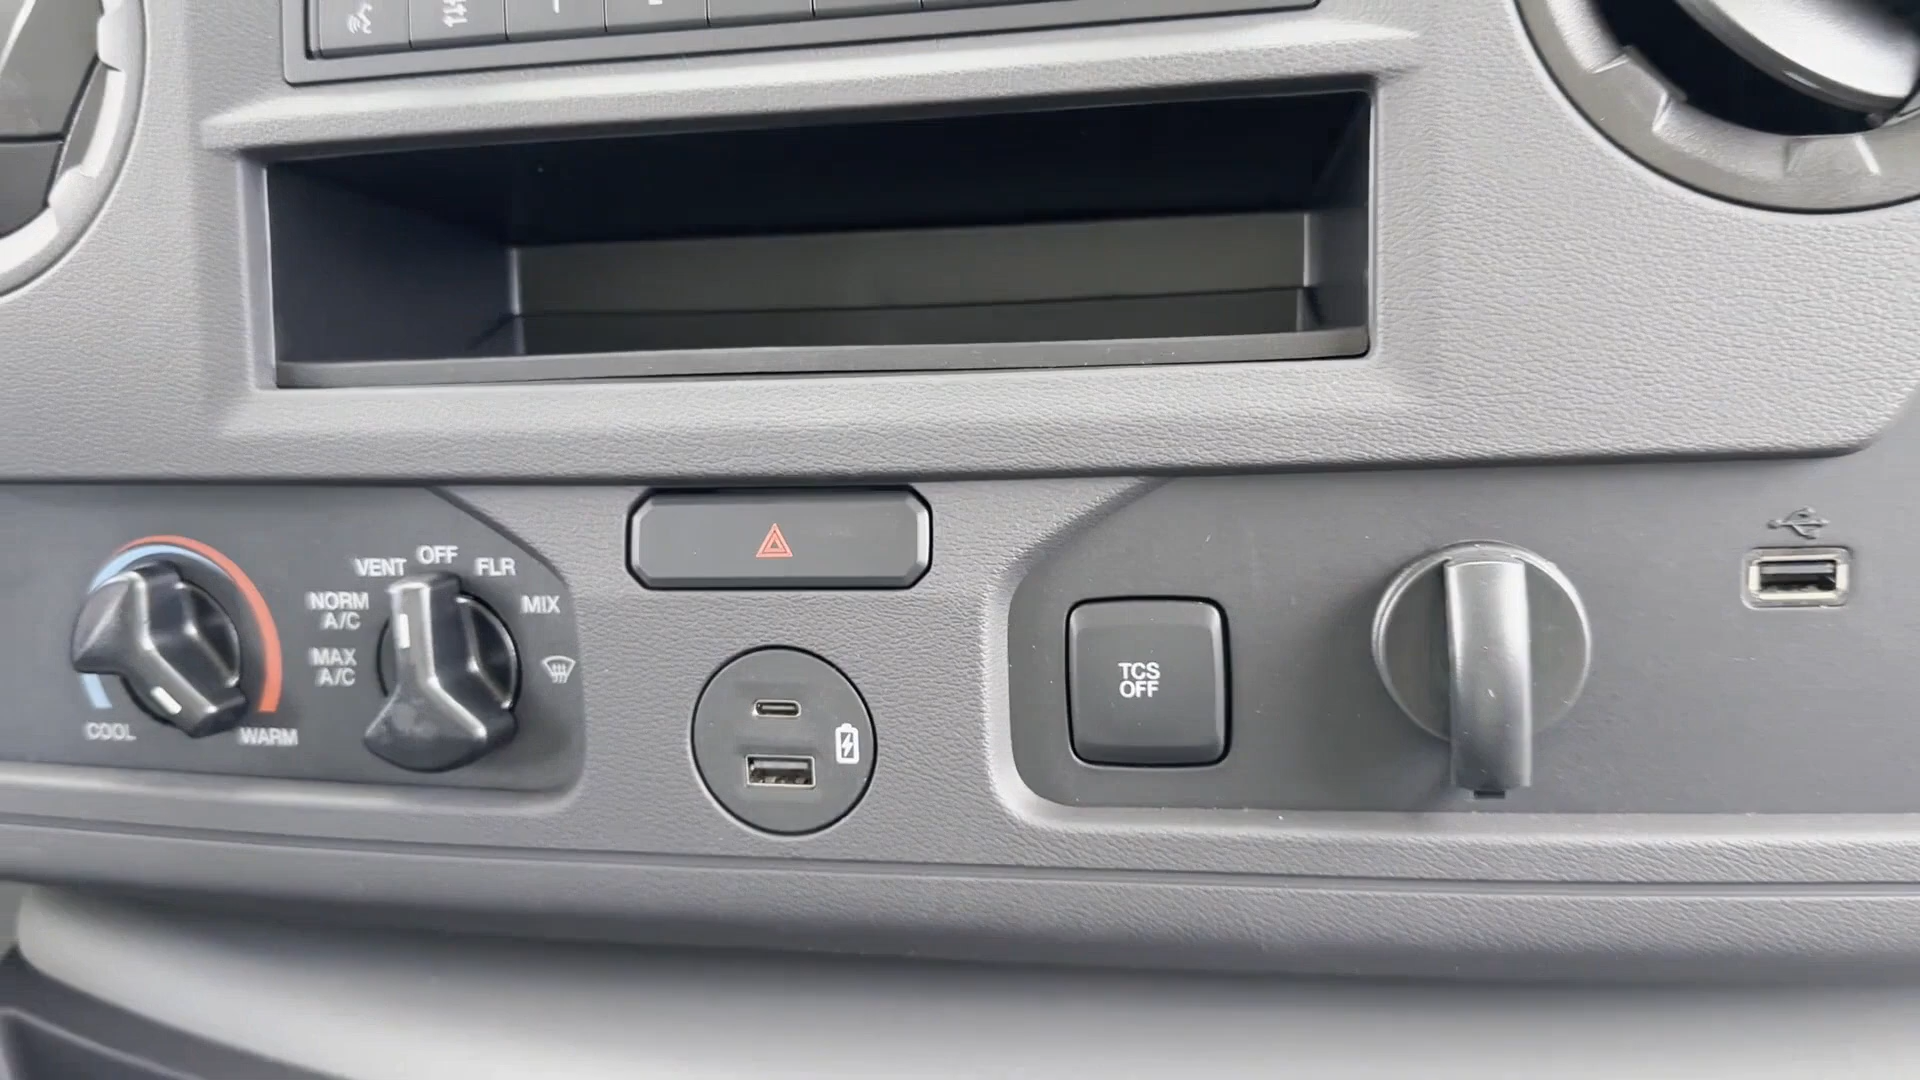 VENT OFF FLR
NORM
A/C
MIX
MAX
A/C
COOL
WARM
TCS
OFF